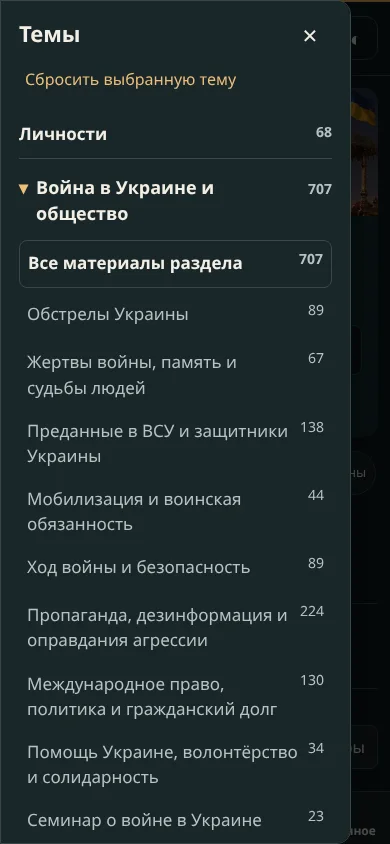 Темы ×
Сбросить выбранную тему
Личности 68
▼ Война в Украине и 707
общество
Все материалы раздела 707
Обстрелы Украины 89
Жертвы войны, память и 67
судьбы людей
Преданные в ВСУ и защитники 138
Украины
Мобилизация и воинская 44
обязанность
Ход войны и безопасность 89
Пропаганда, дезинформация и 224
оправдания агрессии
Международное право, 130
политика и гражданский долг
Помощь Украине, волонтёрство 34
и солидарность
Семинар о войне в Украине 23